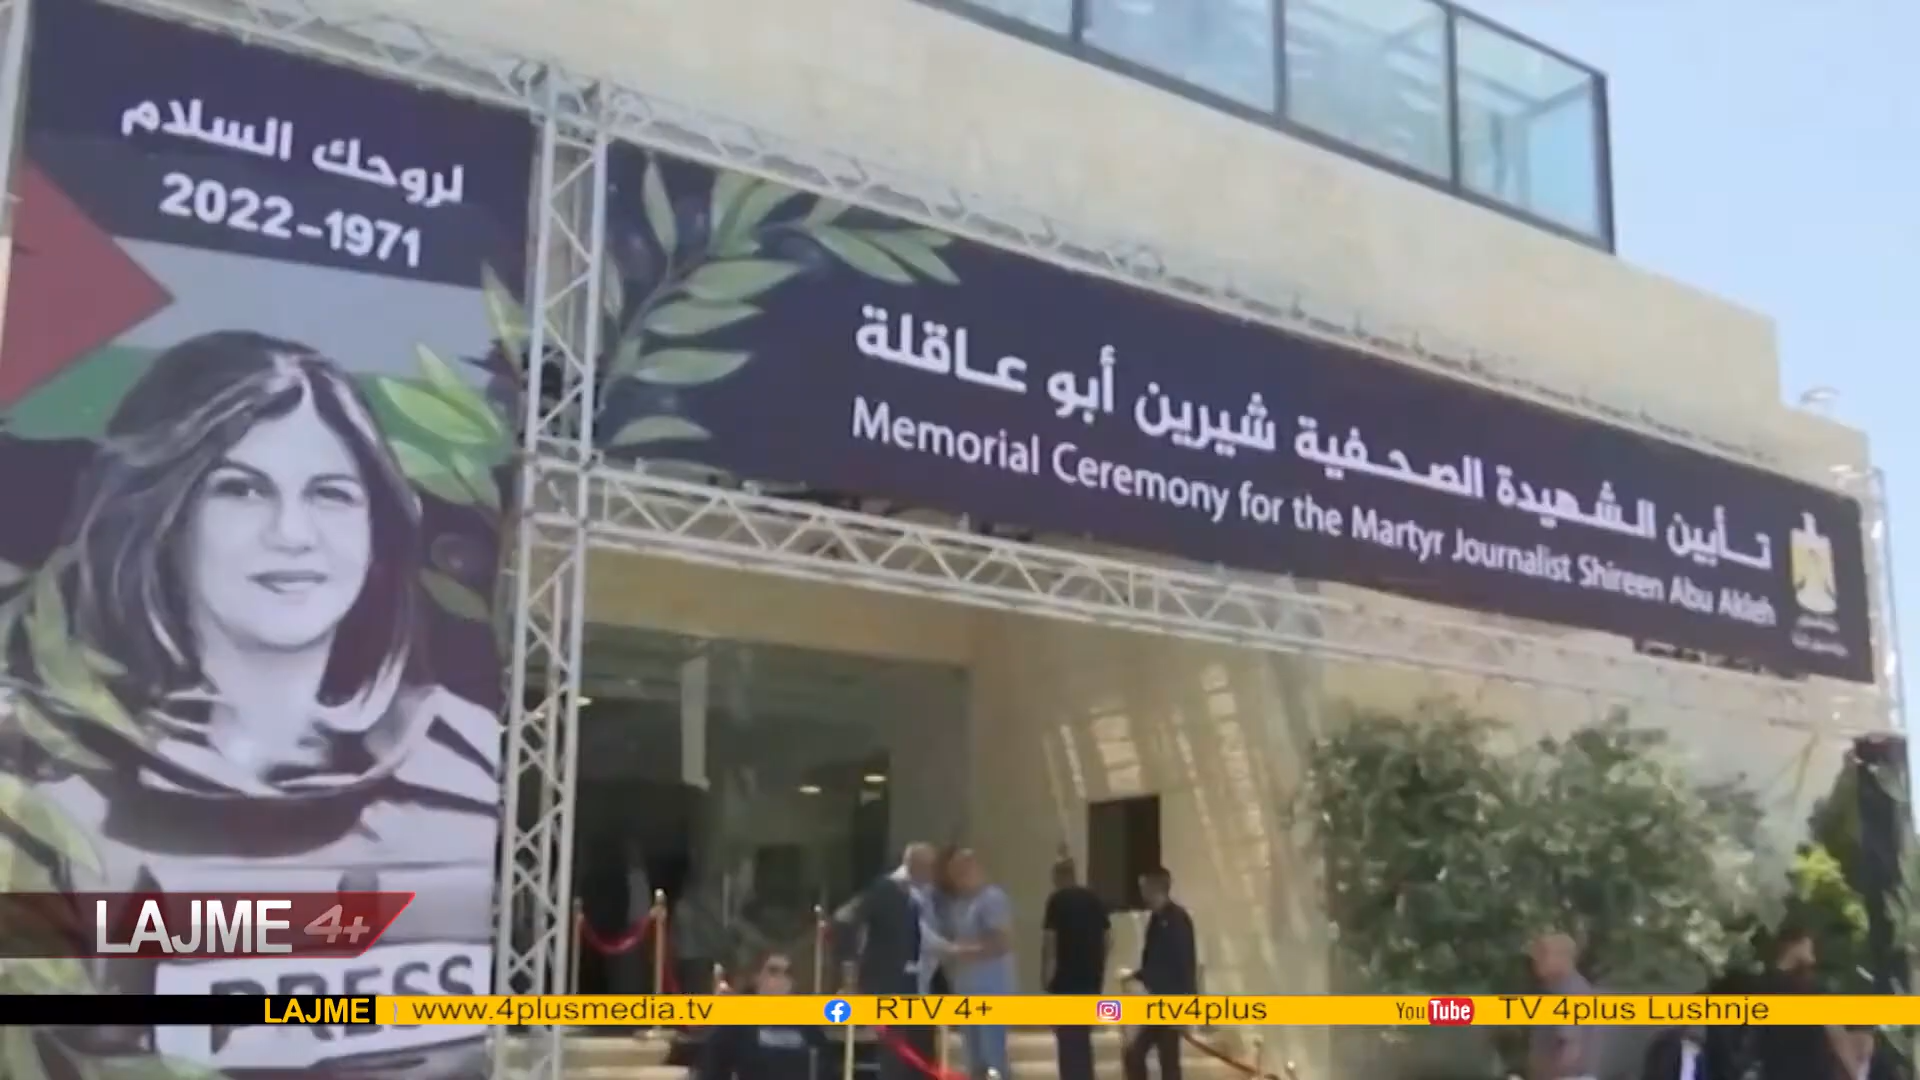 لروحك السلام
2022-1971
تأبين الشهيدة الصحفية شيرين أبو عاقلة
Memorial Ceremony for the Martyr Journalist Shireen Abu Akleh
PRESS
LAJME 4+
LAJME
www.4plusmedia.tv
RTV 4+
rtv4plus
YouTube
TV 4plus Lushnje